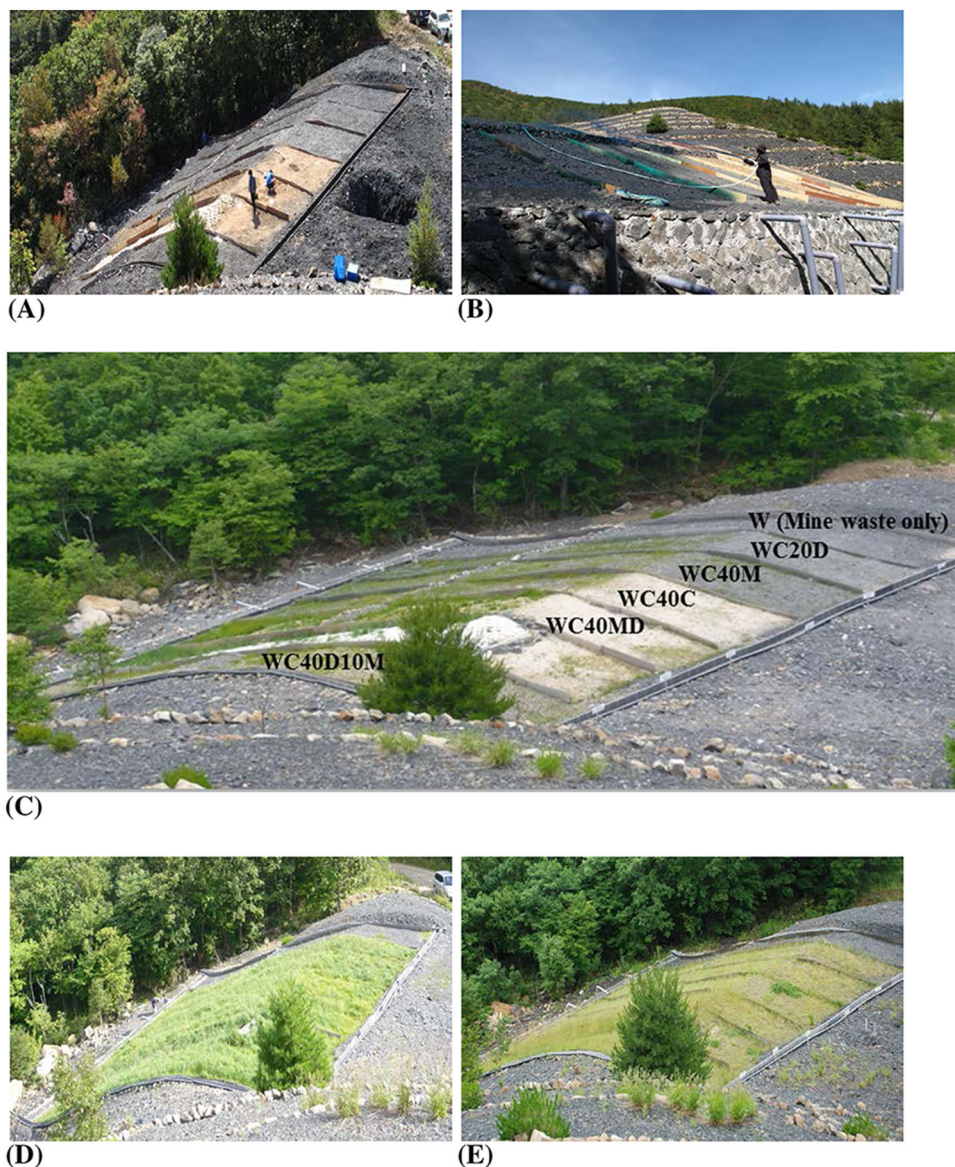 (A)
(B)
W (Mine waste only)
WC20D
WC40M
WC40C
WC40MD
WC40D10M
(C)
(D)
(E)